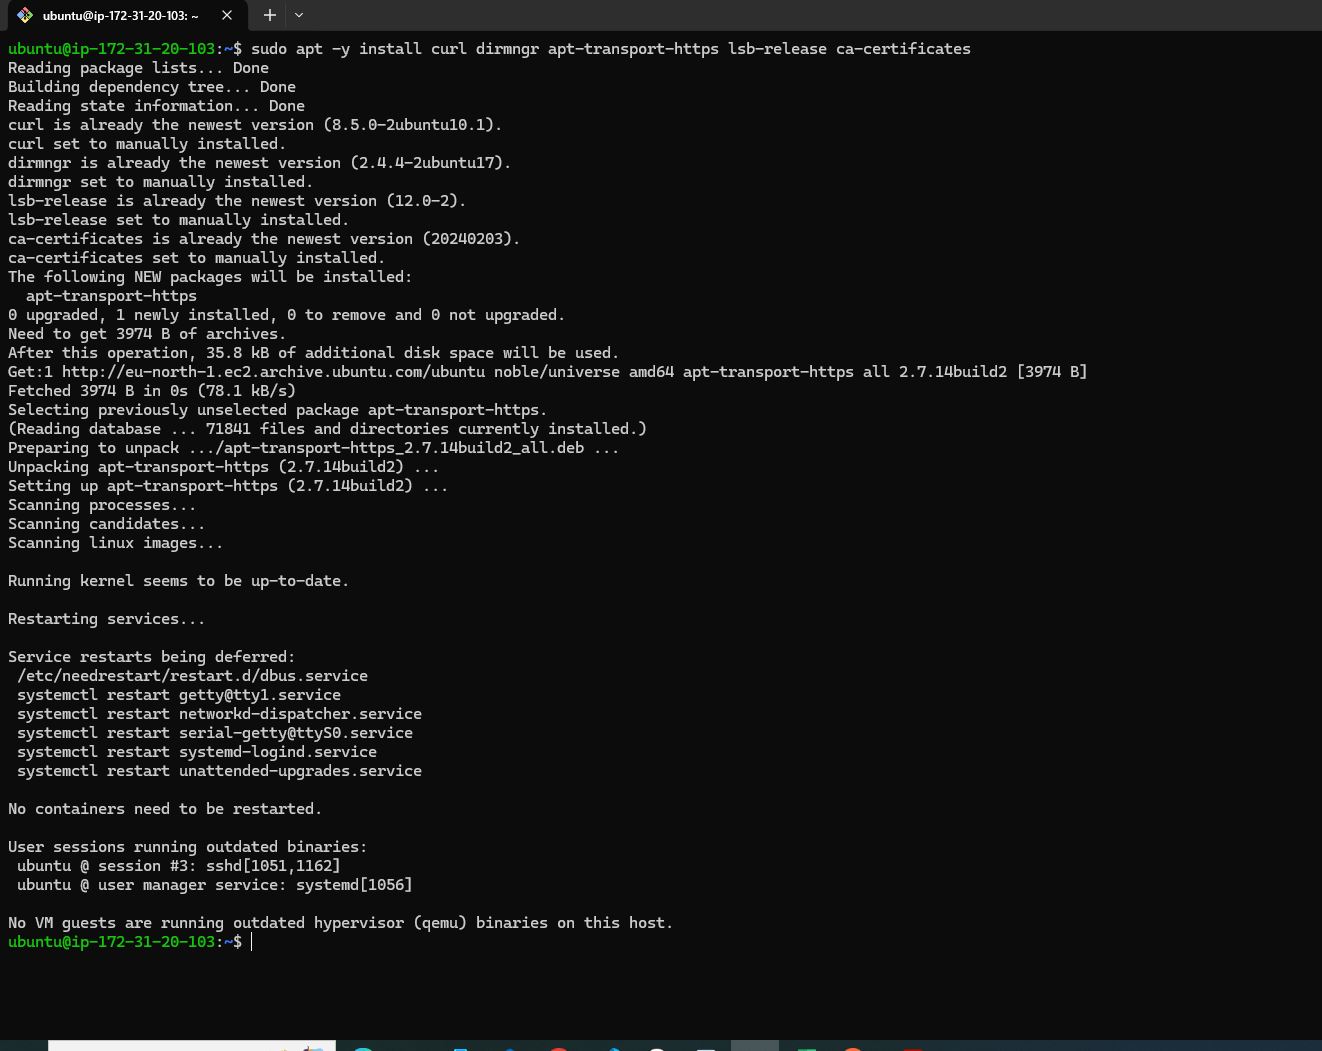 ubuntu@ip-172-31-20-103: ~
ubuntu@ip-172-31-20-103:~$ sudo apt -y install curl dirmngr apt-transport-https lsb-release ca-certificates
Reading package lists... Done
Building dependency tree... Done
Reading state information... Done
curl is already the newest version (8.5.0-2ubuntu10.1).
curl set to manually installed.
dirmngr is already the newest version (2.4.4-2ubuntu17).
dirmngr set to manually installed.
lsb-release is already the newest version (12.0-2).
lsb-release set to manually installed.
ca-certificates is already the newest version (20240203).
ca-certificates set to manually installed.
The following NEW packages will be installed:
  apt-transport-https
0 upgraded, 1 newly installed, 0 to remove and 0 not upgraded.
Need to get 3974 B of archives.
After this operation, 35.8 kB of additional disk space will be used.
Get:1 http://eu-north-1.ec2.archive.ubuntu.com/ubuntu noble/universe amd64 apt-transport-https all 2.7.14build2 [3974 B]
Fetched 3974 B in 0s (78.1 kB/s)
Selecting previously unselected package apt-transport-https.
(Reading database ... 71841 files and directories currently installed.)
Preparing to unpack .../apt-transport-https_2.7.14build2_all.deb ...
Unpacking apt-transport-https (2.7.14build2) ...
Setting up apt-transport-https (2.7.14build2) ...
Scanning processes...
Scanning candidates...
Scanning linux images...
Running kernel seems to be up-to-date.
Restarting services...
Service restarts being deferred:
 /etc/needrestart/restart.d/dbus.service
 systemctl restart getty@tty1.service
 systemctl restart networkd-dispatcher.service
 systemctl restart serial-getty@ttyS0.service
 systemctl restart systemd-logind.service
 systemctl restart unattended-upgrades.service
No containers need to be restarted.
User sessions running outdated binaries:
 ubuntu @ session #3: sshd[1051,1162]
 ubuntu @ user manager service: systemd[1056]
No VM guests are running outdated hypervisor (qemu) binaries on this host.
ubuntu@ip-172-31-20-103:~$